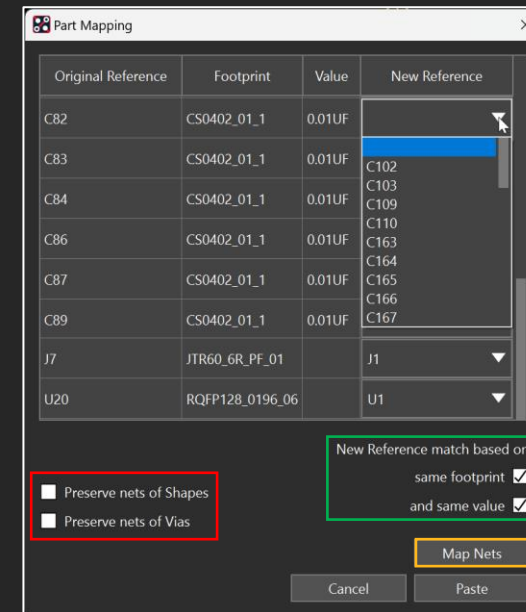 Part Mapping
Original Reference Footprint Value New Reference
C82 CS0402_01_1 0.01UF
C83 CS0402_01_1 0.01UF
C84 CS0402_01_1 0.01UF
C86 CS0402_01_1 0.01UF
C87 CS0402_01_1 0.01UF
C89 CS0402_01_1 0.01UF
C102
C103
C109
C110
C163
C164
C165
C166
C167
J7 JTR60_6R_PF_01 J1
U20 RQFP128_0196_06 U1
New Reference match based on
same footprint
and same value
Preserve nets of Shapes
Preserve nets of Vias
Map Nets
Cancel Paste